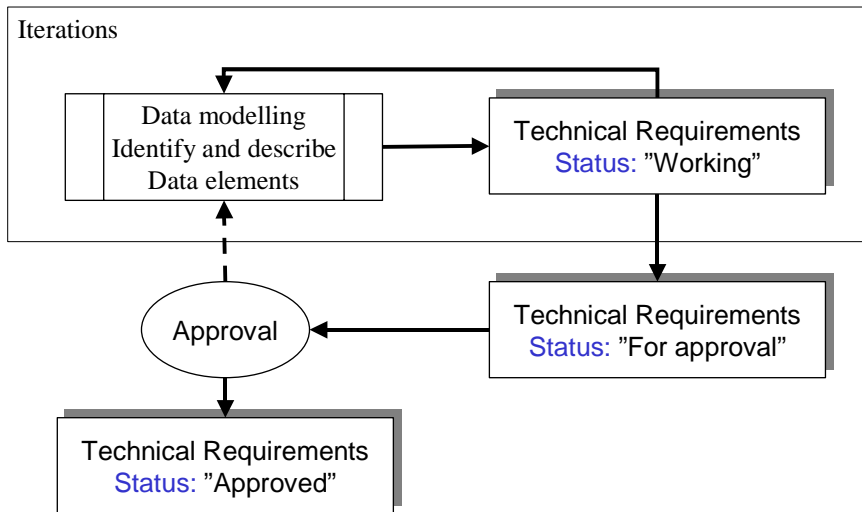 Iterations
Data modelling
Identify and describe
Data elements
Technical Requirements
Status: ”Working”
Approval
Technical Requirements
Status: ”For approval”
Technical Requirements
Status: ”Approved”